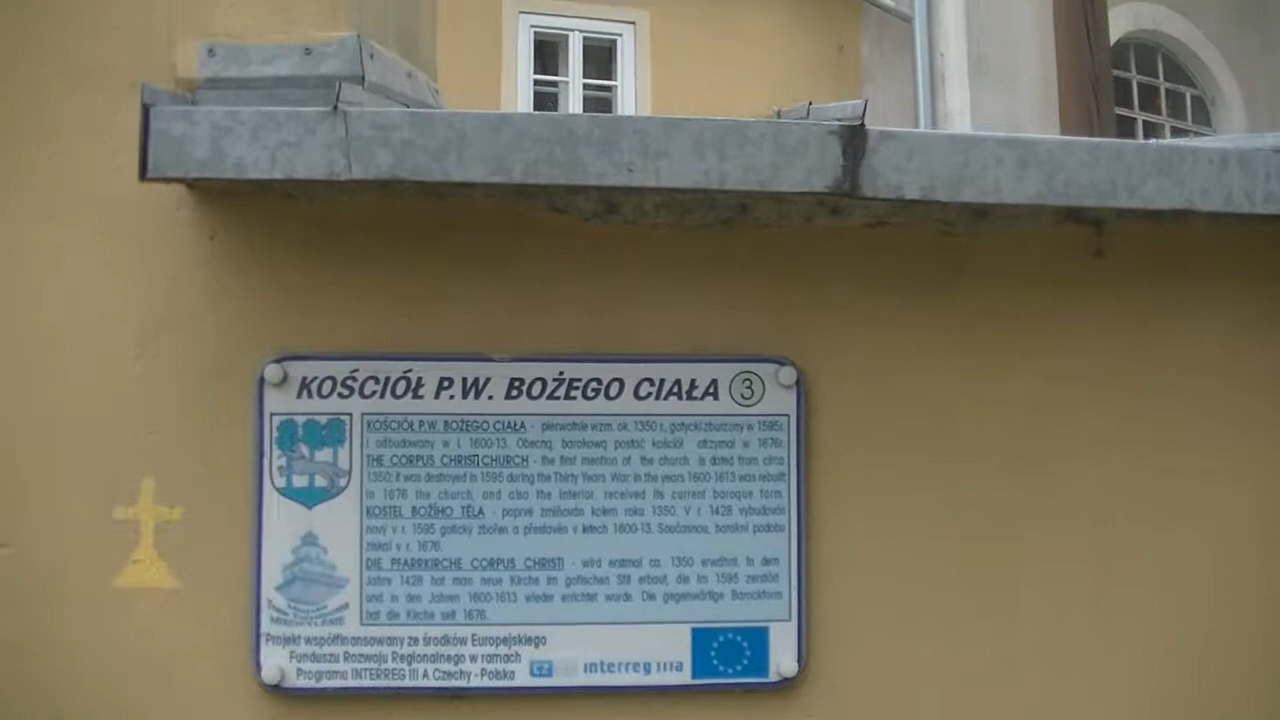 KOŚCIÓŁ P.W. BOŻEGO CIAŁA 3
KOŚCIÓŁ P.W. BOŻEGO CIAŁA - pierwotnie wzm. ok. 1350 r., gotycki zburzony w 1595r.
i odbudowany w l. 1600-13. Obecną, barokową postać kościół otrzymał w 1676r.
THE CORPUS CHRISTI CHURCH - the first mention of the church is dated from circa
1350; it was destroyed in 1595 during the Thirty Years War; in the years 1600-1613 was rebuilt
in 1676 the church, and also the interior, received its current baroque form.
KOSTEL BOŽÍHO TĚLA - poprvé zmiňován kolem roku 1350. V r. 1428 vybudován
nový v r. 1595 gotický zbořen a přestavěn v letech 1600-13. Současnou, barokní podobu
získal v r. 1676.
DIE PFARRKIRCHE CORPUS CHRISTI - wird erstmal ca. 1350 erwähnt. In dem
Jahre 1428 hat man neue Kirche im gotischen Stil erbaut, die im 1595 zerstört
und in den Jahren 1600-1613 wieder errichtet wurde. Die gegenwärtige Barockform
hat die Kirche seit 1676.
MIĘDZYLESIE
"Projekt współfinansowany ze środków Europejskiego
Funduszu Rozwoju Regionalnego w ramach
Programu INTERREG III A Czechy - Polska
cz interreg IIIa